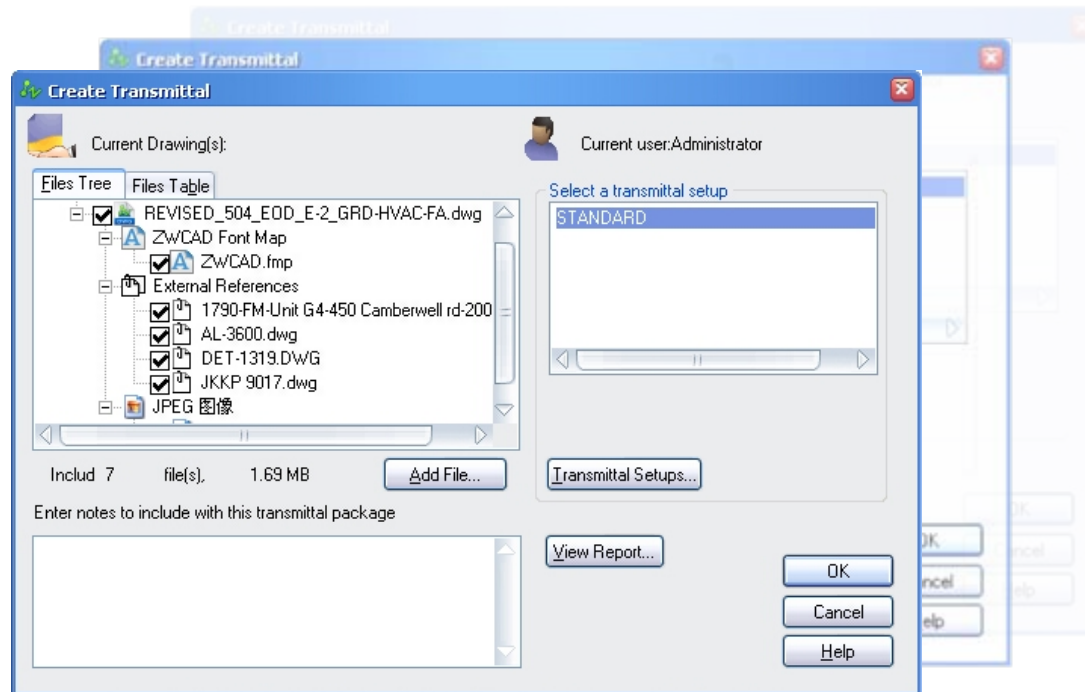 Create Transmittal
Create Transmittal
Create Transmittal
Current Drawing(s):
Current user:Administrator
Files Tree
Files Table
REVISED_504_EOD_E-2_GRD-HVAC-FA.dwg
ZWCAD Font Map
ZWCAD.fmp
External References
1790-FM-Unit G4-450 Camberwell rd-200
AL-3600.dwg
DET-1319.DWG
JKKP 9017.dwg
JPEG 图像
Includ 7 file(s), 1.69 MB
Add File...
Select a transmittal setup
STANDARD
Transmittal Setups...
Enter notes to include with this transmittal package
View Report...
OK
Cancel
Help
OK